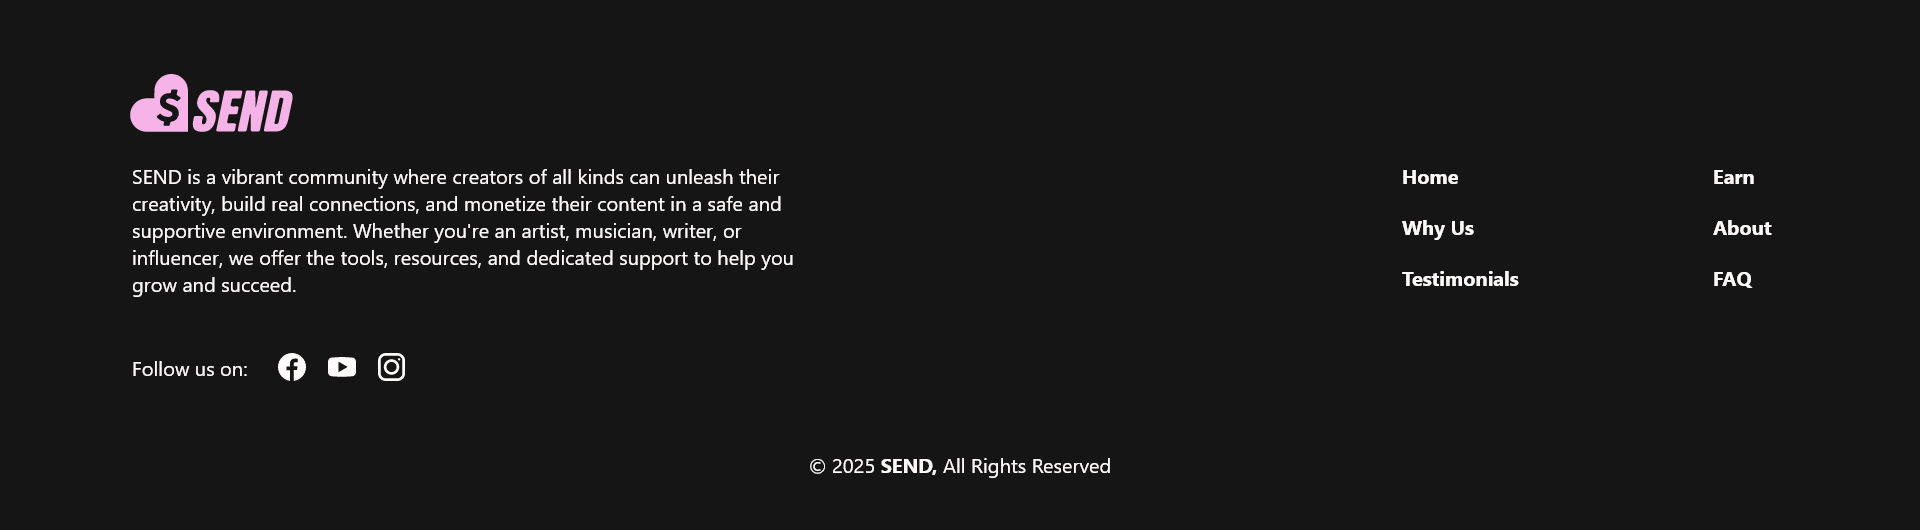 $ SEND
SEND is a vibrant community where creators of all kinds can unleash their
creativity, build real connections, and monetize their content in a safe and
supportive environment. Whether you're an artist, musician, writer, or
influencer, we offer the tools, resources, and dedicated support to help you
grow and succeed.
Follow us on:
Home
Why Us
Testimonials
Earn
About
FAQ
© 2025 SEND, All Rights Reserved